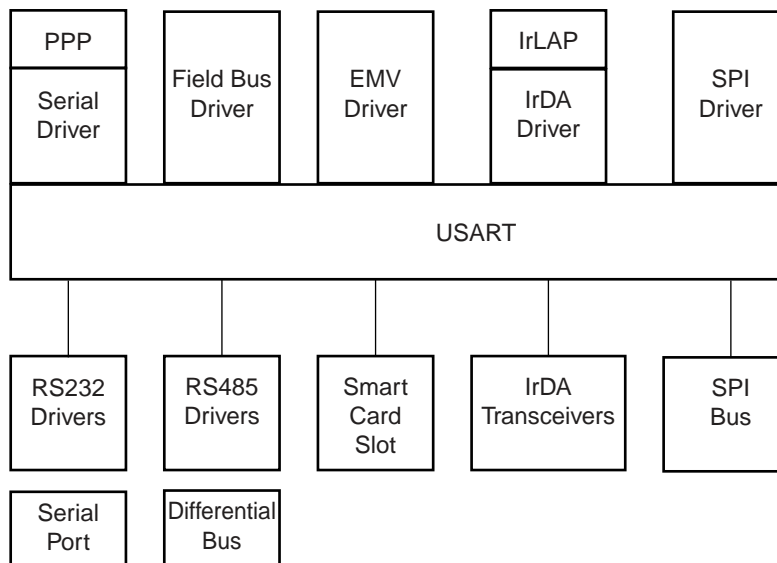 PPP
Serial
Driver
Field Bus
Driver
EMV
Driver
IrLAP
IrDA
Driver
SPI
Driver
USART
RS232
Drivers
RS485
Drivers
Smart
Card
Slot
IrDA
Transceivers
SPI
Bus
Serial
Port
Differential
Bus